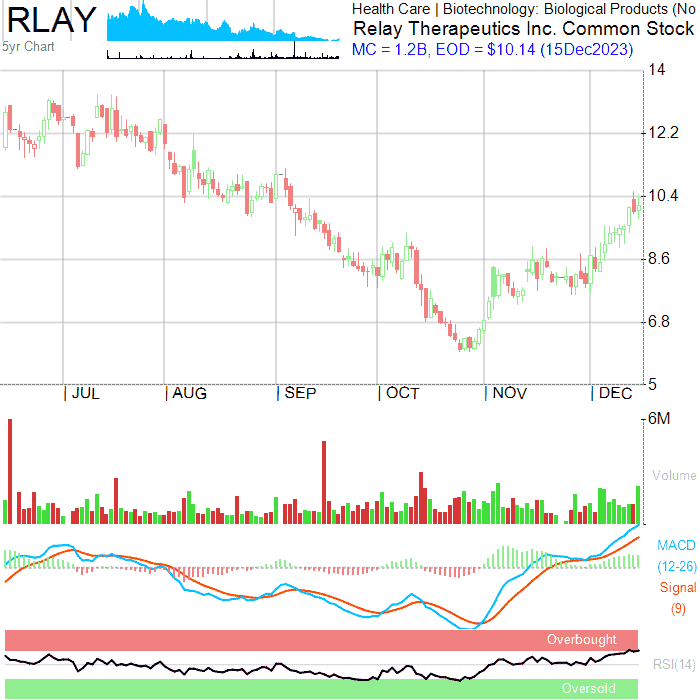 RLAY
5yr Chart
Health Care | Biotechnology: Biological Products (No
Relay Therapeutics Inc. Common Stock
MC = 1.2B, EOD = $10.14 (15Dec2023)
14
12.2
10.4
8.6
6.8
5
| JUL | AUG | SEP | OCT | NOV | DEC
6M
Volume
MACD
(12-26)
Signal
(9)
Overbought
RSI(14)
Oversold